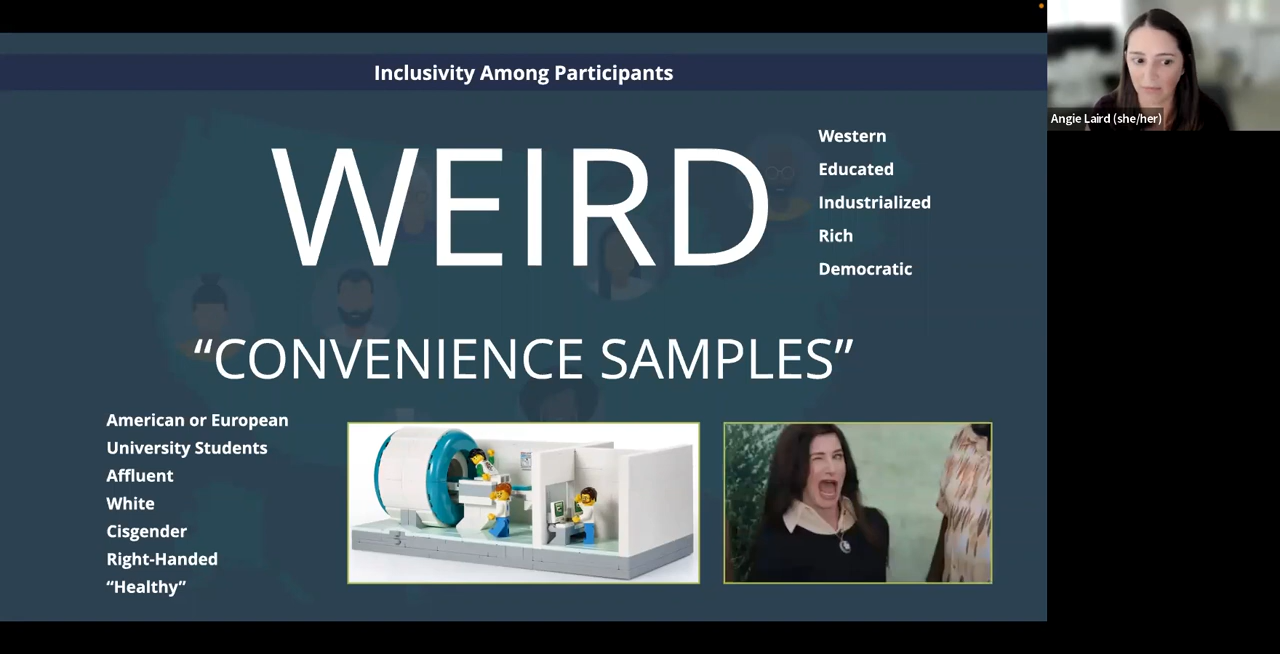 Inclusivity Among Participants
WEIRD
Western
Educated
Industrialized
Rich
Democratic
“CONVENIENCE SAMPLES”
American or European
University Students
Affluent
White
Cisgender
Right-Handed
“Healthy”
Angie Laird (she/her)